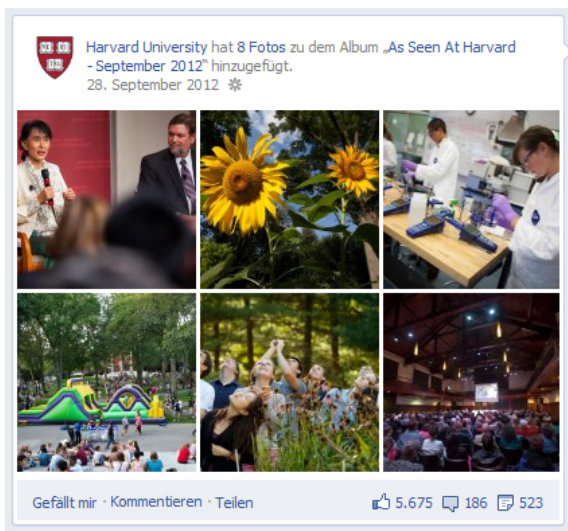 Harvard University hat 8 Fotos zu dem Album „As Seen At Harvard
- September 2012“ hinzugefügt.
28. September 2012
Gefällt mir · Kommentieren · Teilen 5.675 186 523